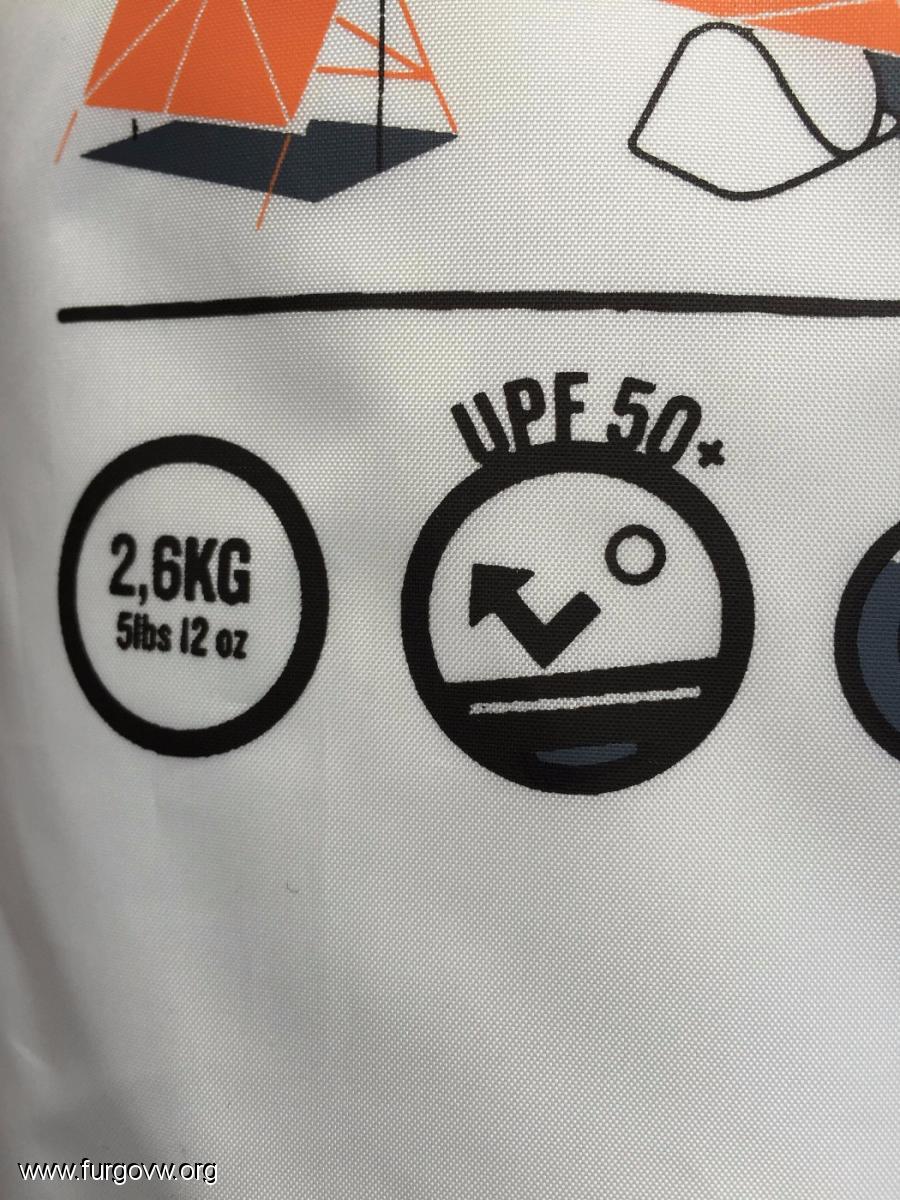 UPF 50+
2,6KG
5lbs 12 oz
www.furgovw.org